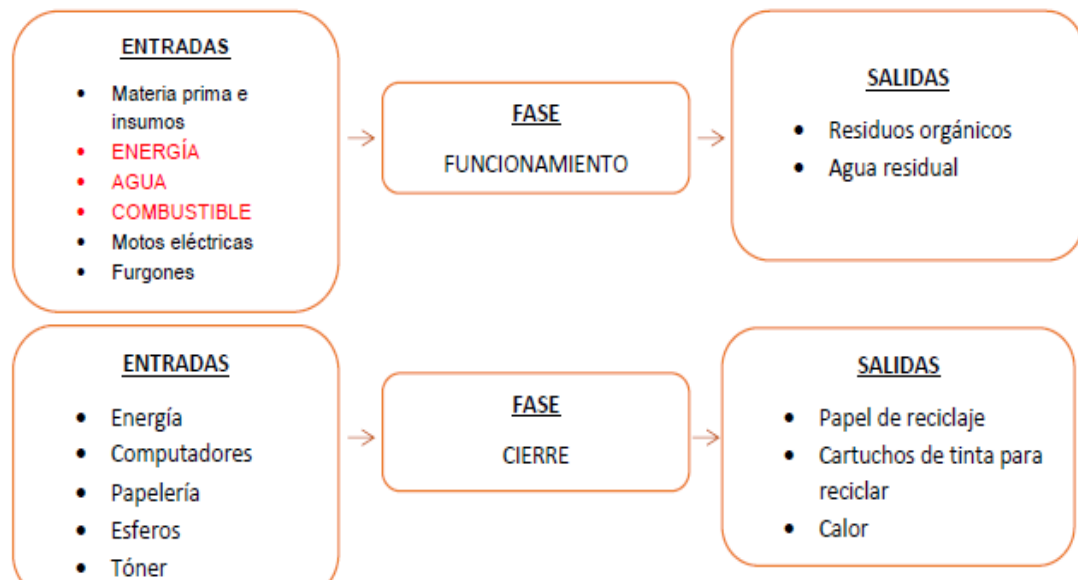 ENTRADAS
• Materia prima e
insumos
• ENERGÍA
• AGUA
• COMBUSTIBLE
• Motos eléctricas
• Furgones
FASE
FUNCIONAMIENTO
SALIDAS
• Residuos orgánicos
• Agua residual
ENTRADAS
• Energía
• Computadores
• Papelería
• Esferos
• Tóner
FASE
CIERRE
SALIDAS
• Papel de reciclaje
• Cartuchos de tinta para
reciclar
• Calor